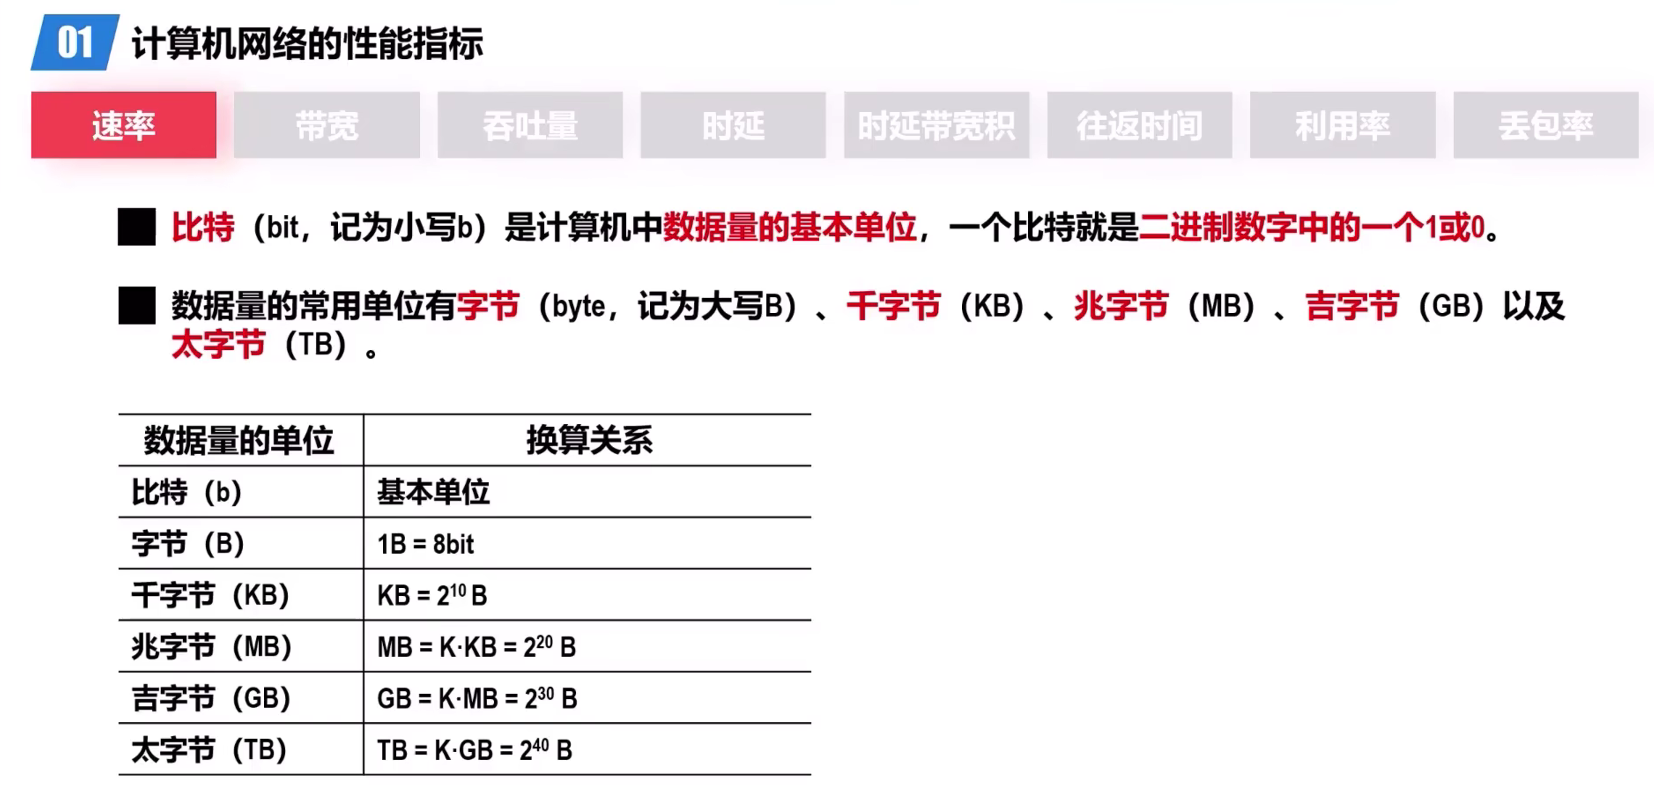 01 计算机网络的性能指标
速率 带宽 吞吐量 时延 时延带宽积 往返时间 利用率 丢包率
比特（bit，记为小写b）是计算机中数据量的基本单位，一个比特就是二进制数字中的一个1或0。
数据量的常用单位有字节（byte，记为大写B）、千字节（KB）、兆字节（MB）、吉字节（GB）以及
太字节（TB）。
数据量的单位 换算关系
比特（b） 基本单位
字节（B） 1B = 8bit
千字节（KB） KB = 2¹⁰ B
兆字节（MB） MB = K·KB = 2²⁰ B
吉字节（GB） GB = K·MB = 2³⁰ B
太字节（TB） TB = K·GB = 2⁴⁰ B